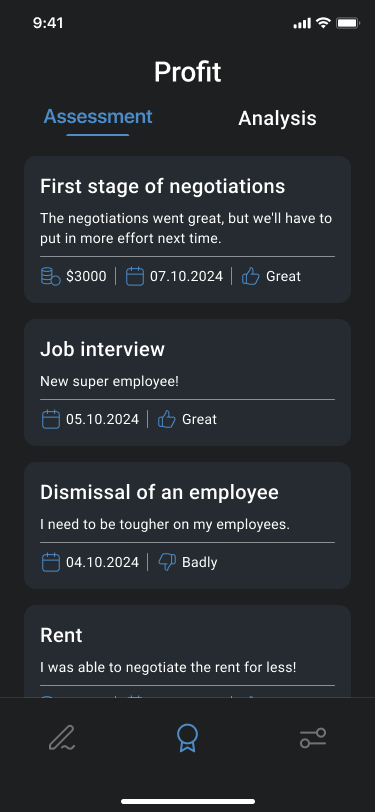 9:41
Profit
Assessment
Analysis
First stage of negotiations
The negotiations went great, but we'll have to
put in more effort next time.
$3000 07.10.2024 Great
Job interview
New super employee!
05.10.2024 Great
Dismissal of an employee
I need to be tougher on my employees.
04.10.2024 Badly
Rent
I was able to negotiate the rent for less!